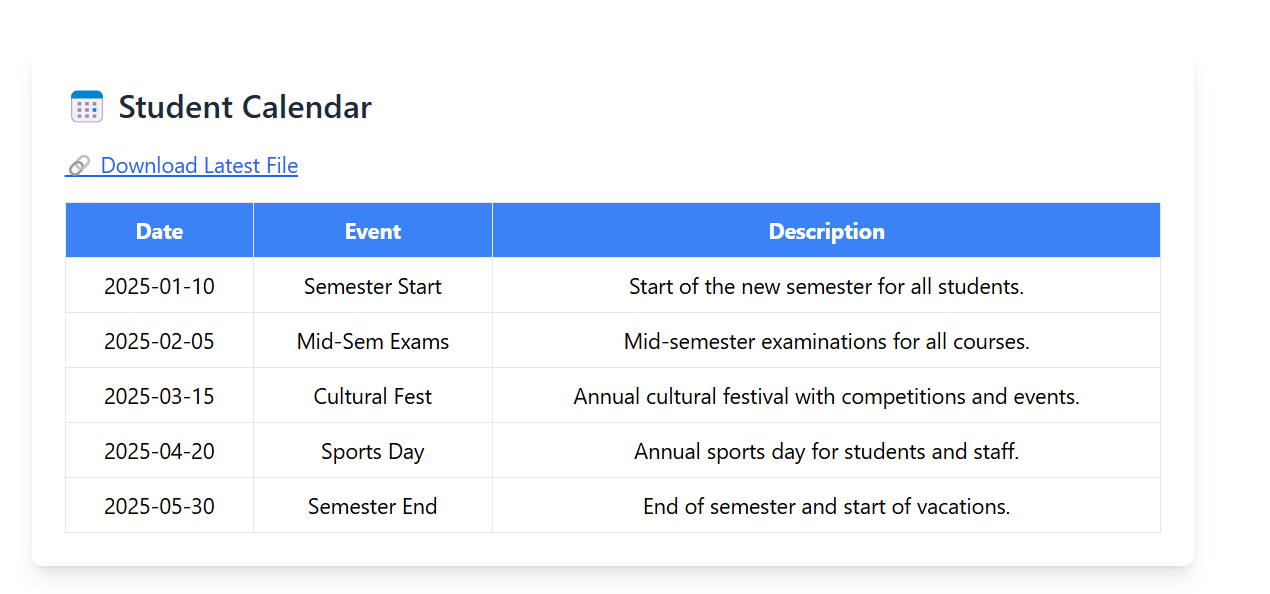 Student Calendar
Download Latest File
Date Event Description
2025-01-10 Semester Start Start of the new semester for all students.
2025-02-05 Mid-Sem Exams Mid-semester examinations for all courses.
2025-03-15 Cultural Fest Annual cultural festival with competitions and events.
2025-04-20 Sports Day Annual sports day for students and staff.
2025-05-30 Semester End End of semester and start of vacations.